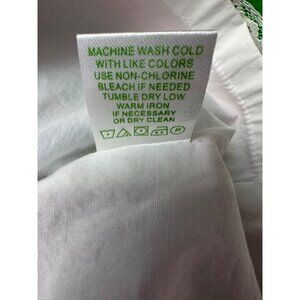 MACHINE WASH COLD
WITH LIKE COLORS
USE NON-CHLORINE
BLEACH IF NEEDED
TUMBLE DRY LOW
WARM IRON
IF NECESSARY
OR DRY CLEAN